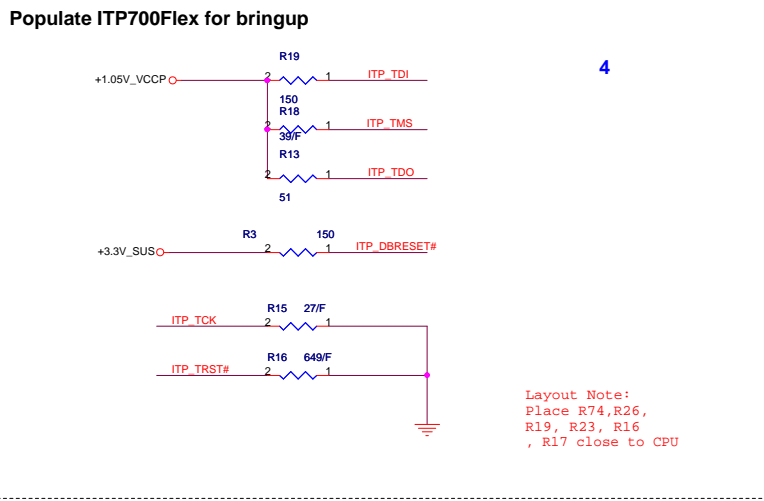 Populate ITP700Flex for bringup
R19
4
+1.05V_VCCP 2 1 ITP_TDI
150
R18
2 1 ITP_TMS
39/F
R13
2 1 ITP_TDO
51
R3 150
+3.3V_SUS 2 1 ITP_DBRESET#
R15 27/F
ITP_TCK 2 1
R16 649/F
ITP_TRST# 2 1
Layout Note:
Place R74,R26,
R19, R23, R16
, R17 close to CPU